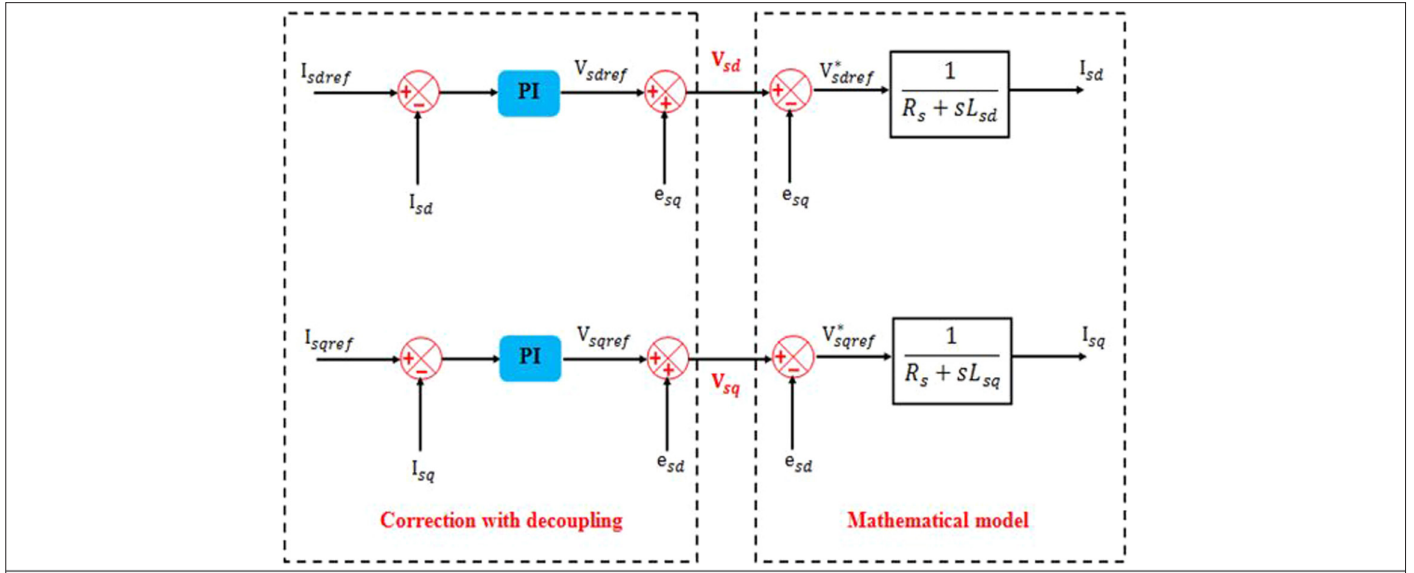 I_sdref
+
−
PI
V_sdref
+
+
V_sd
+
−
V*_sdref
1
R_s + sL_sd
I_sd
I_sd
e_sq
e_sq
I_sqref
+
−
PI
V_sqref
+
+
V_sq
+
−
V*_sqref
1
R_s + sL_sq
I_sq
I_sq
e_sd
e_sd
Correction with decoupling
Mathematical model